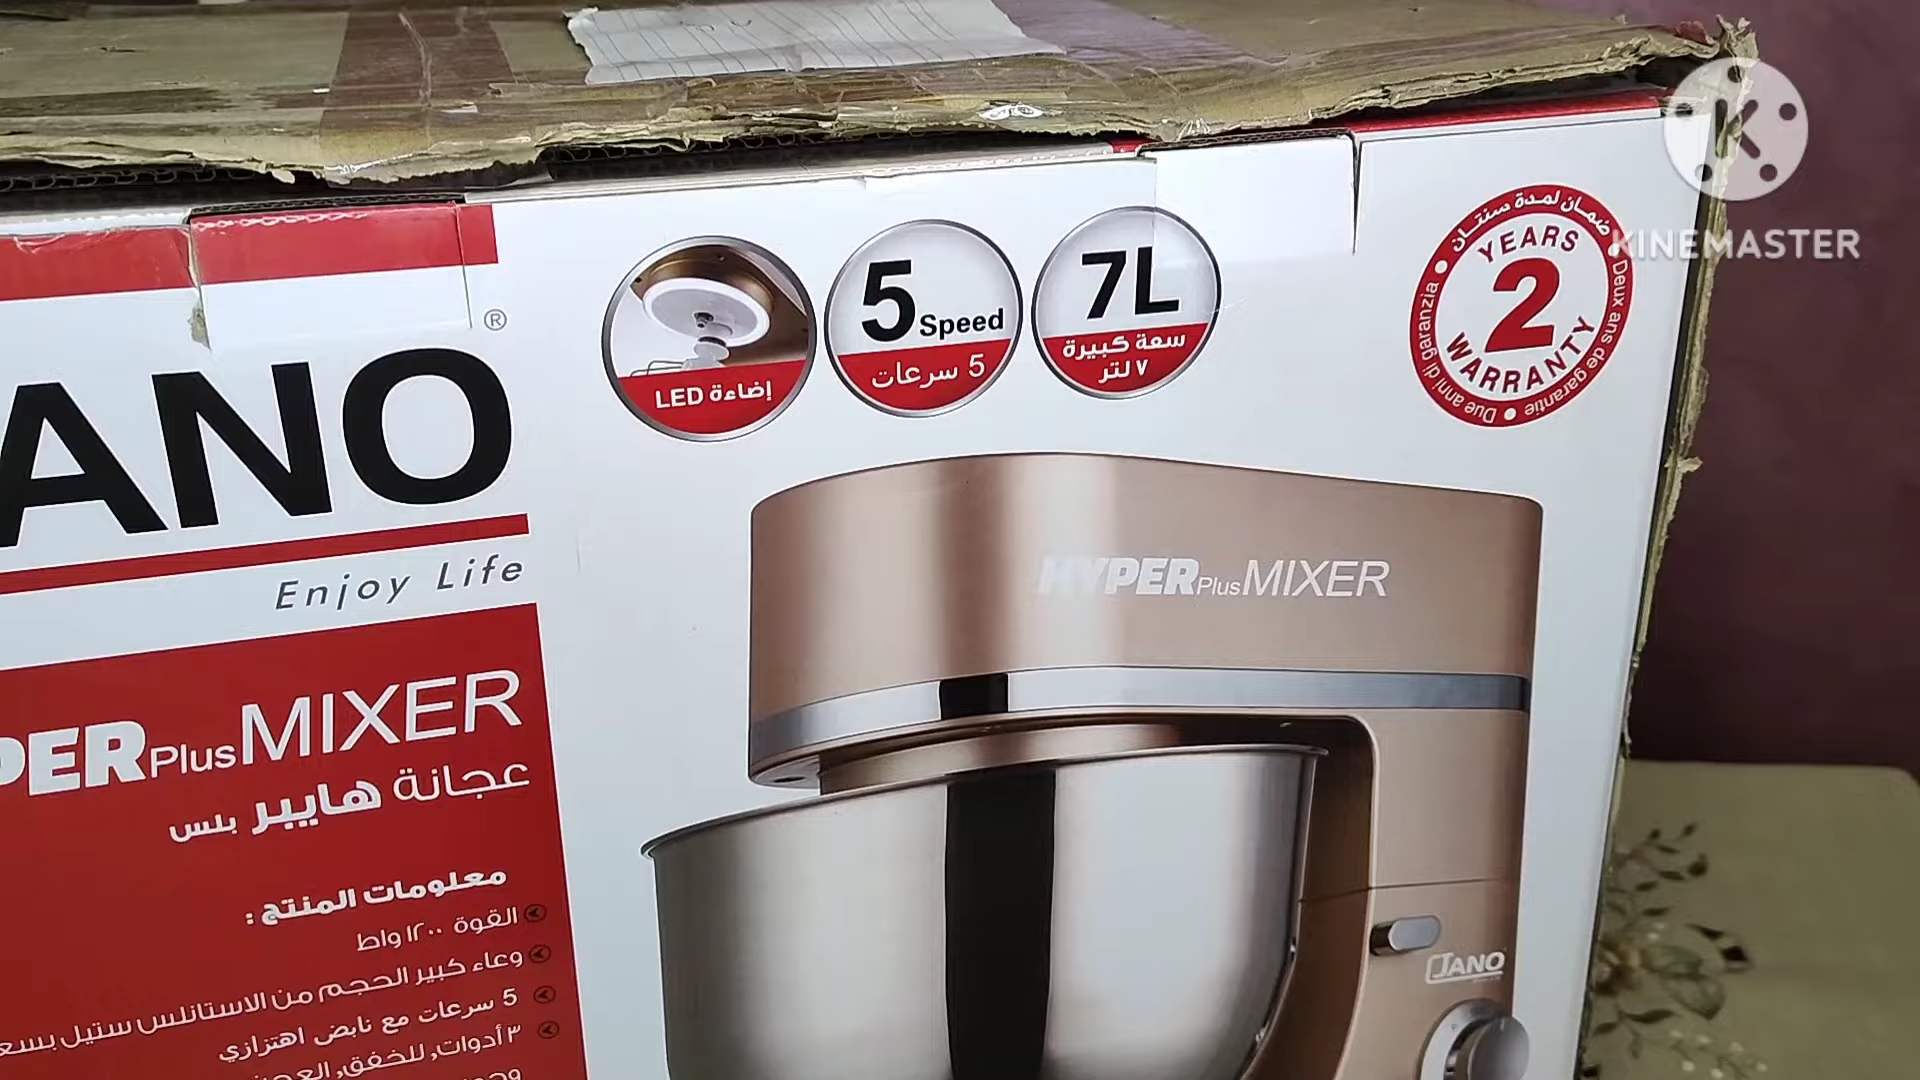 KINEMASTER
إضاءة LED
5 Speed
5 سرعات
7L
سعة كبيرة
٧ لتر
ضمان لمدة سنتان
YEARS
2
WARRANTY
Deux ans de garantie
Due anni di garanzia
ANO
®
Enjoy Life
PER Plus MIXER
عجانة هايبر بلس
معلومات المنتج :
القوة ١٢٠٠ واط
وعاء كبير الحجم من الاستانلس ستيل
5 سرعات مع نابض اهتزازي
٣ أدوات, للخفق,
HYPER Plus MIXER
JANO